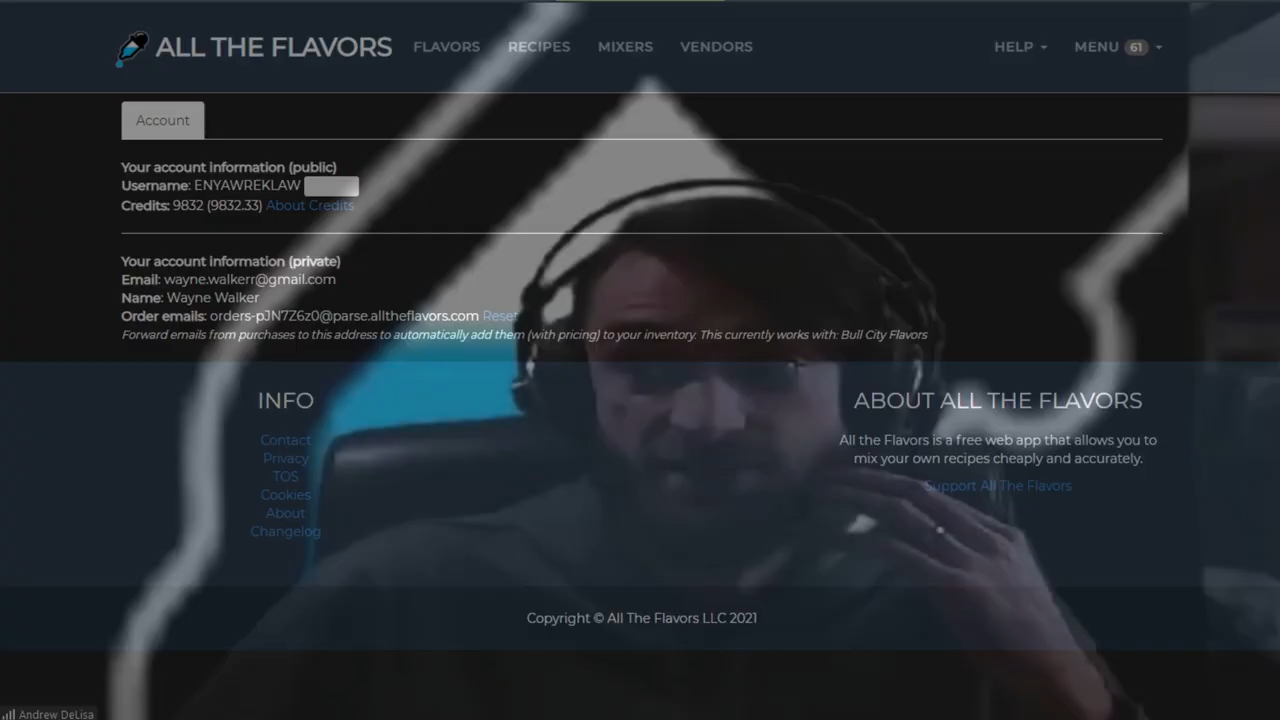 ALL THE FLAVORS FLAVORS RECIPES MIXERS VENDORS HELP MENU 61
Account
Your account information (public)
Username: ENYAWREKLAW
Credits: 9832 (9832.33) About Credits
Your account information (private)
Email: wayne.walkerr@gmail.com
Name: Wayne Walker
Order emails: orders-pJN7Z6z0@parse.alltheflavors.com Reset
Forward emails from purchases to this address to automatically add them (with pricing) to your inventory. This currently works with: Bull City Flavors
INFO
Contact
Privacy
TOS
Cookies
About
Changelog
ABOUT ALL THE FLAVORS
All the Flavors is a free web app that allows you to
mix your own recipes cheaply and accurately.
Support All The Flavors
Copyright © All The Flavors LLC 2021
Andrew DeLisa